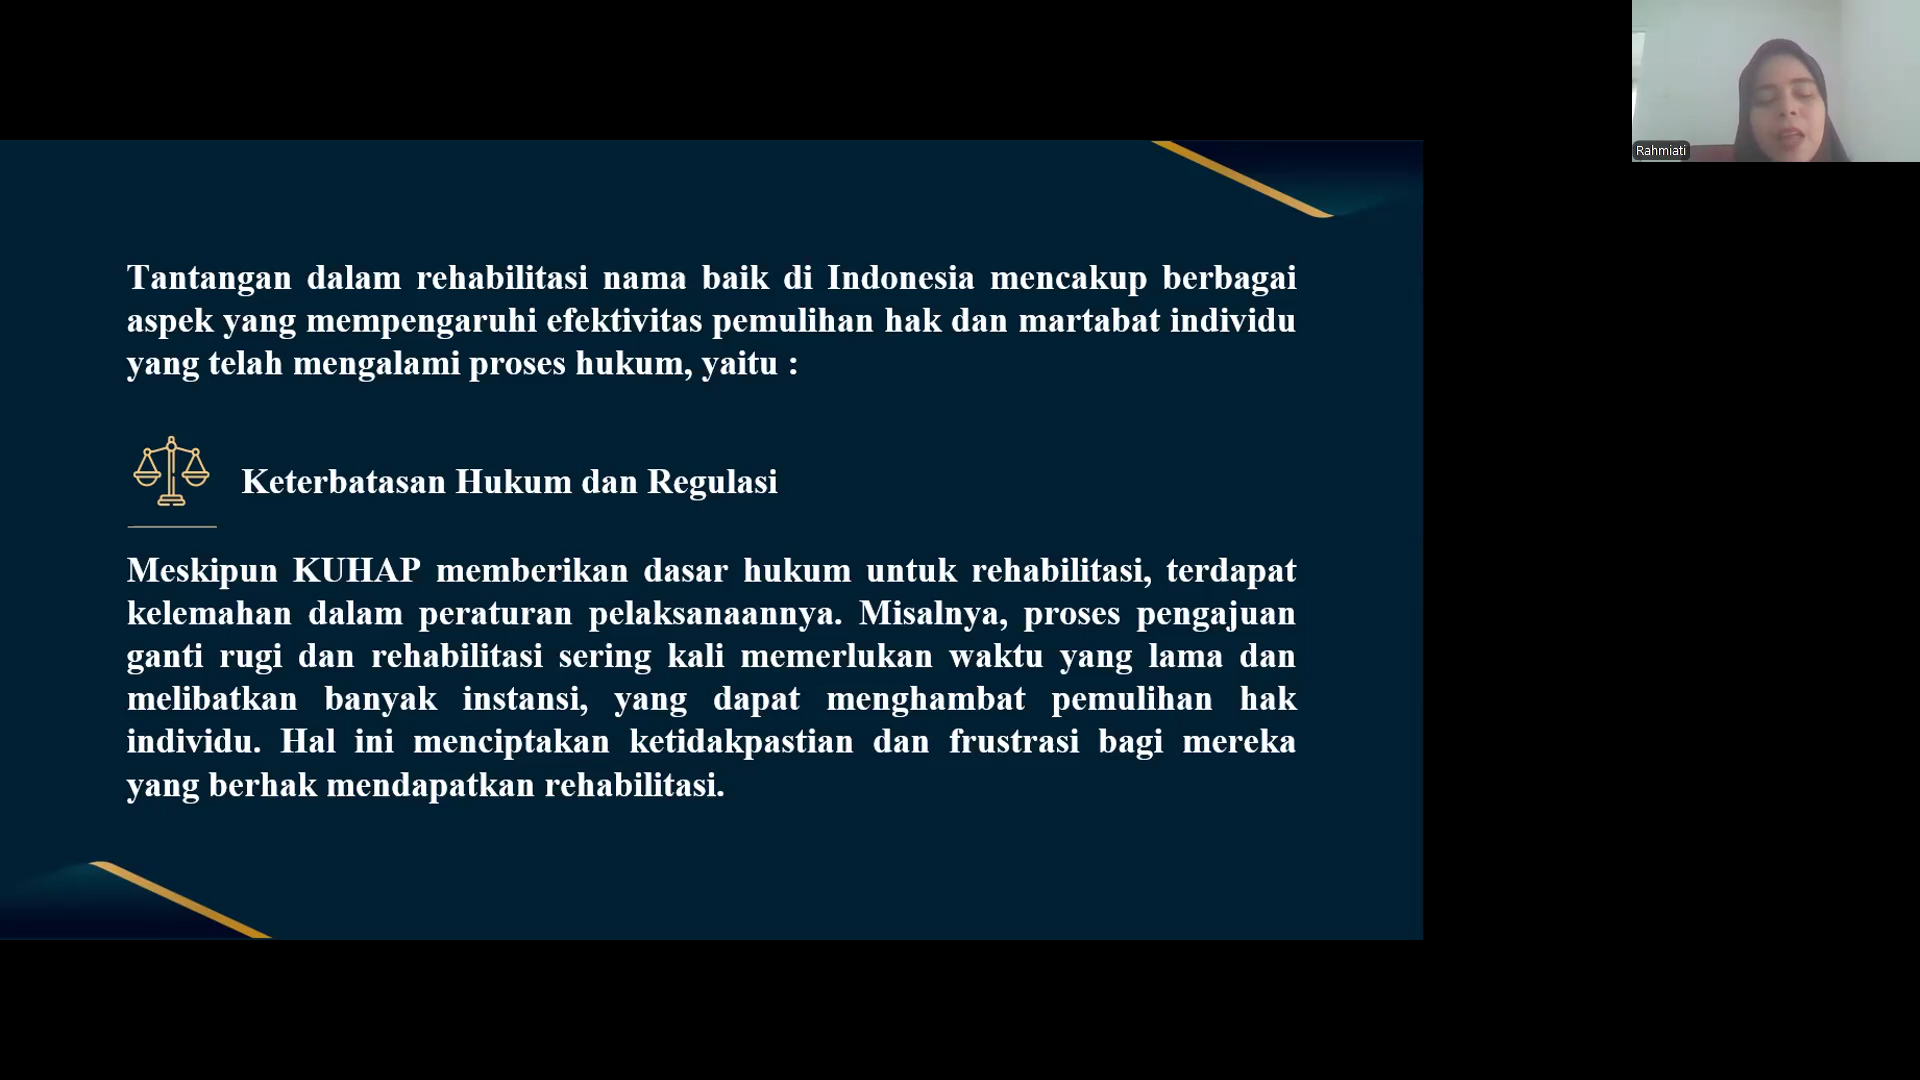 Rahmiati
Tantangan dalam rehabilitasi nama baik di Indonesia mencakup berbagai
aspek yang mempengaruhi efektivitas pemulihan hak dan martabat individu
yang telah mengalami proses hukum, yaitu :
Keterbatasan Hukum dan Regulasi
Meskipun KUHAP memberikan dasar hukum untuk rehabilitasi, terdapat
kelemahan dalam peraturan pelaksanaannya. Misalnya, proses pengajuan
ganti rugi dan rehabilitasi sering kali memerlukan waktu yang lama dan
melibatkan banyak instansi, yang dapat menghambat pemulihan hak
individu. Hal ini menciptakan ketidakpastian dan frustrasi bagi mereka
yang berhak mendapatkan rehabilitasi.